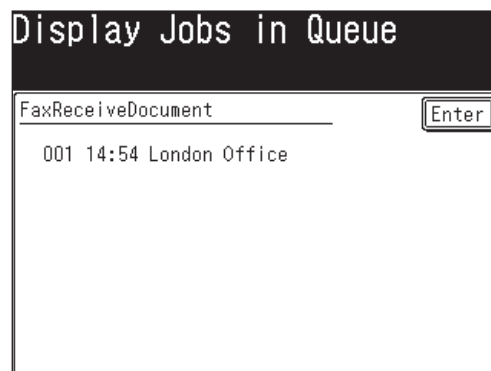 Display Jobs in Queue
FaxReceiveDocument
Enter
001 14:54 London Office